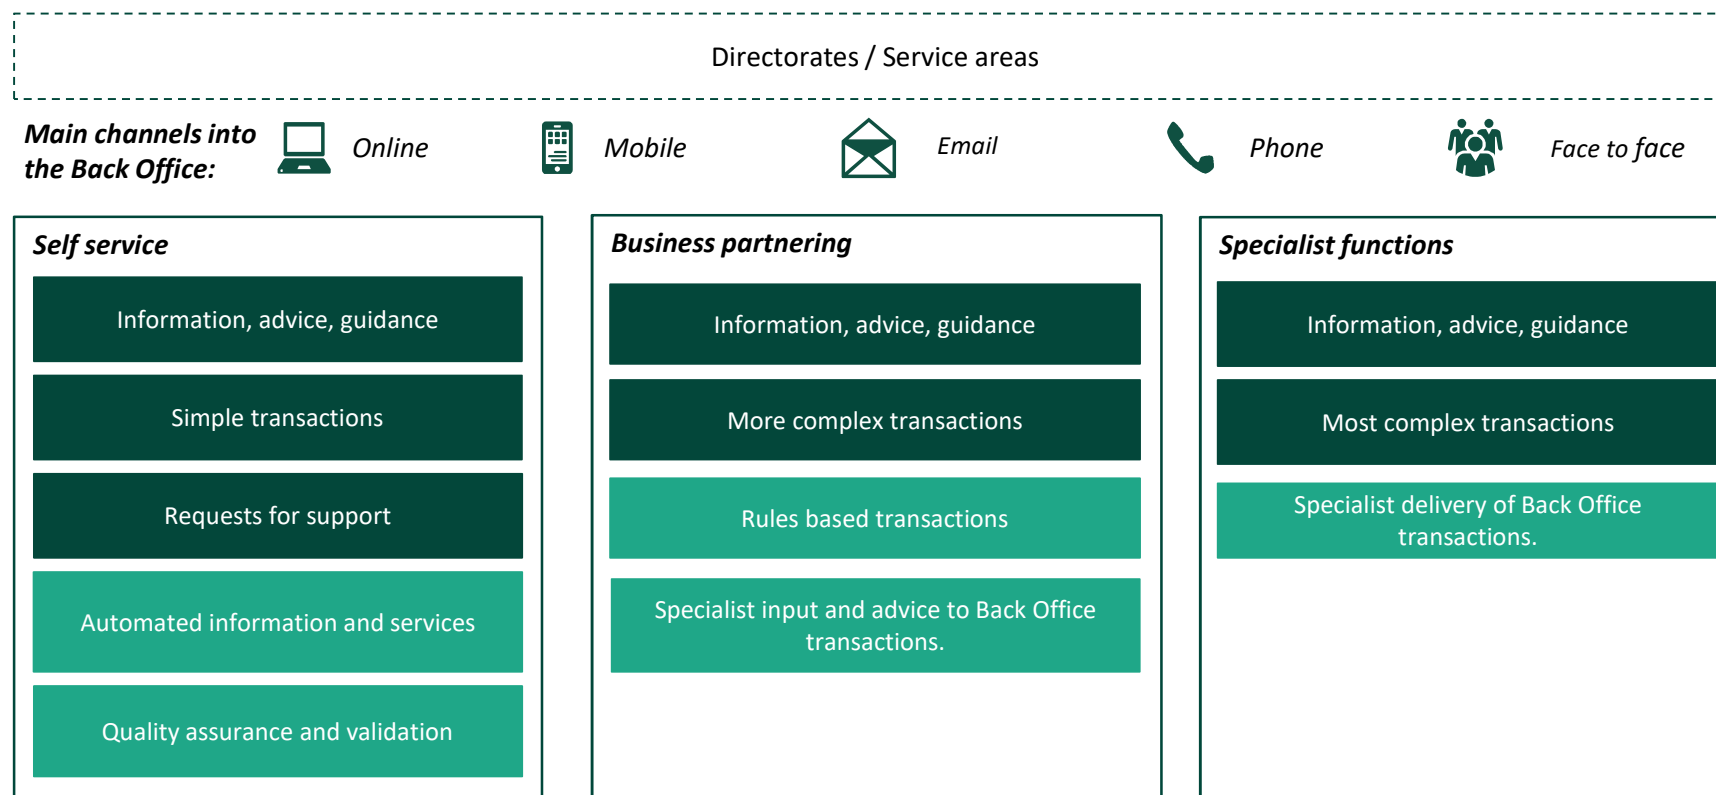 Directorates / Service areas
Main channels into
the Back Office:
Online
Mobile
Email
Phone
Face to face
Self service
Information, advice, guidance
Simple transactions
Requests for support
Automated information and services
Quality assurance and validation
Business partnering
Information, advice, guidance
More complex transactions
Rules based transactions
Specialist input and advice to Back Office
transactions.
Specialist functions
Information, advice, guidance
Most complex transactions
Specialist delivery of Back Office
transactions.